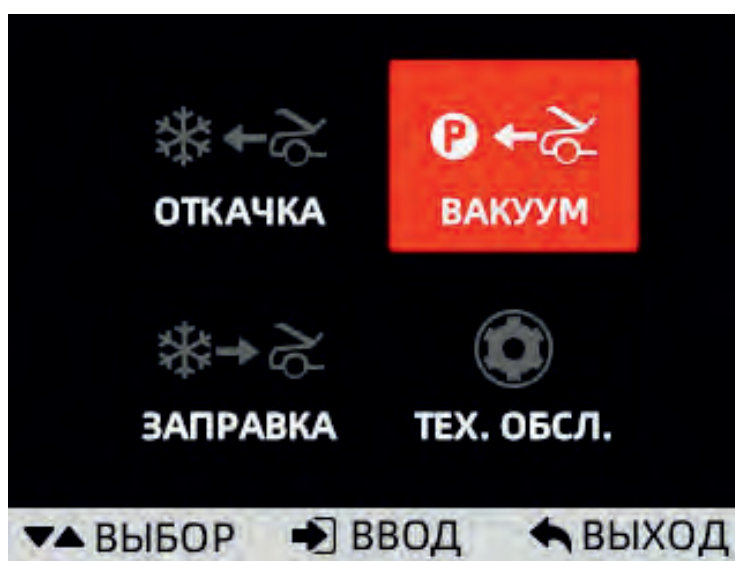 ОТКАЧКА
P
ВАКУУМ
ЗАПРАВКА
ТЕХ. ОБСЛ.
ВЫБОР ВВОД ВЫХОД